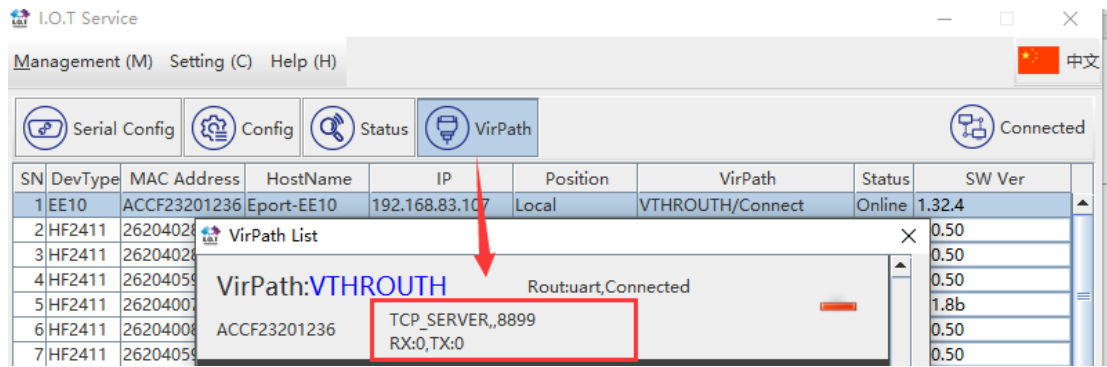 I.O.T Service
Management (M) Setting (C) Help (H) 中文
Serial Config Config Status VirPath Connected
SN DevType MAC Address HostName IP Position VirPath Status SW Ver
1 EE10 ACCF23201236 Eport-EE10 192.168.83.107 Local VTHROUTH/Connect Online 1.32.4
2 HF2411 2620402 0.50
3 HF2411 2620402 0.50
4 HF2411 26204059 0.50
5 HF2411 2620400 1.8b
6 HF2411 2620400 0.50
7 HF2411 26204059 0.50
VirPath List
VirPath:VTHROUTH Rout:uart,Connected
ACCF23201236 TCP_SERVER,,8899
RX:0,TX:0